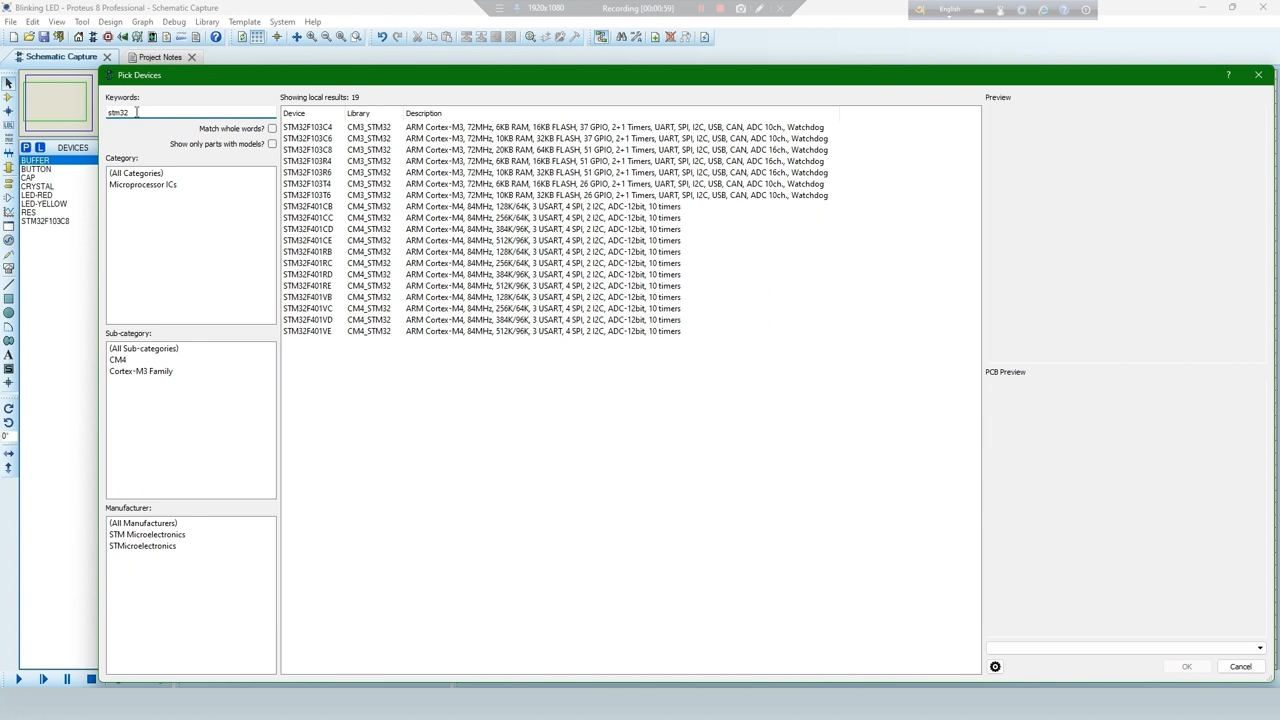 Blinking LED - Proteus 8 Professional - Schematic Capture
1920x1080
Recording [00:00:59]
English
File Edit View Tool Design Graph Debug Library Template System Help
Schematic Capture
Project Notes
Pick Devices
?
Keywords:
stm32
Match whole words?
Show only parts with models?
Category:
(All Categories)
Microprocessor ICs
Sub-category:
(All Sub-categories)
CM4
Cortex-M3 Family
Manufacturer:
(All Manufacturers)
STM Microelectronics
STMicroelectronics
P L DEVICES
BUFFER
BUTTON
CAP
CRYSTAL
LED-RED
LED-YELLOW
RES
STM32F103C8
Showing local results: 19
Device Library Description
STM32F103C4 CM3_STM32 ARM Cortex-M3, 72MHz, 6KB RAM, 16KB FLASH, 37 GPIO, 2+1 Timers, UART, SPI, I2C, USB, CAN, ADC 10ch., Watchdog
STM32F103C6 CM3_STM32 ARM Cortex-M3, 72MHz, 10KB RAM, 32KB FLASH, 37 GPIO, 2+1 Timers, UART, SPI, I2C, USB, CAN, ADC 10ch., Watchdog
STM32F103C8 CM3_STM32 ARM Cortex-M3, 72MHz, 20KB RAM, 64KB FLASH, 51 GPIO, 2+1 Timers, UART, SPI, I2C, USB, CAN, ADC 16ch., Watchdog
STM32F103R4 CM3_STM32 ARM Cortex-M3, 72MHz, 6KB RAM, 16KB FLASH, 51 GPIO, 2+1 Timers, UART, SPI, I2C, USB, CAN, ADC 16ch., Watchdog
STM32F103R6 CM3_STM32 ARM Cortex-M3, 72MHz, 10KB RAM, 32KB FLASH, 51 GPIO, 2+1 Timers, UART, SPI, I2C, USB, CAN, ADC 16ch., Watchdog
STM32F103T4 CM3_STM32 ARM Cortex-M3, 72MHz, 6KB RAM, 16KB FLASH, 26 GPIO, 2+1 Timers, UART, SPI, I2C, USB, CAN, ADC 10ch., Watchdog
STM32F103T6 CM3_STM32 ARM Cortex-M3, 72MHz, 10KB RAM, 32KB FLASH, 26 GPIO, 2+1 Timers, UART, SPI, I2C, USB, CAN, ADC 10ch., Watchdog
STM32F401CB CM4_STM32 ARM Cortex-M4, 84MHz, 128K/64K, 3 USART, 4 SPI, 2 I2C, ADC-12bit, 10 timers
STM32F401CC CM4_STM32 ARM Cortex-M4, 84MHz, 256K/64K, 3 USART, 4 SPI, 2 I2C, ADC-12bit, 10 timers
STM32F401CD CM4_STM32 ARM Cortex-M4, 84MHz, 384K/96K, 3 USART, 4 SPI, 2 I2C, ADC-12bit, 10 timers
STM32F401CE CM4_STM32 ARM Cortex-M4, 84MHz, 512K/96K, 3 USART, 4 SPI, 2 I2C, ADC-12bit, 10 timers
STM32F401RB CM4_STM32 ARM Cortex-M4, 84MHz, 128K/64K, 3 USART, 4 SPI, 2 I2C, ADC-12bit, 10 timers
STM32F401RC CM4_STM32 ARM Cortex-M4, 84MHz, 256K/64K, 3 USART, 4 SPI, 2 I2C, ADC-12bit, 10 timers
STM32F401RD CM4_STM32 ARM Cortex-M4, 84MHz, 384K/96K, 3 USART, 4 SPI, 2 I2C, ADC-12bit, 10 timers
STM32F401RE CM4_STM32 ARM Cortex-M4, 84MHz, 512K/96K, 3 USART, 4 SPI, 2 I2C, ADC-12bit, 10 timers
STM32F401VB CM4_STM32 ARM Cortex-M4, 84MHz, 128K/64K, 3 USART, 4 SPI, 2 I2C, ADC-12bit, 10 timers
STM32F401VC CM4_STM32 ARM Cortex-M4, 84MHz, 256K/64K, 3 USART, 4 SPI, 2 I2C, ADC-12bit, 10 timers
STM32F401VD CM4_STM32 ARM Cortex-M4, 84MHz, 384K/96K, 3 USART, 4 SPI, 2 I2C, ADC-12bit, 10 timers
STM32F401VE CM4_STM32 ARM Cortex-M4, 84MHz, 512K/96K, 3 USART, 4 SPI, 2 I2C, ADC-12bit, 10 timers
Preview
PCB Preview
OK Cancel
0°